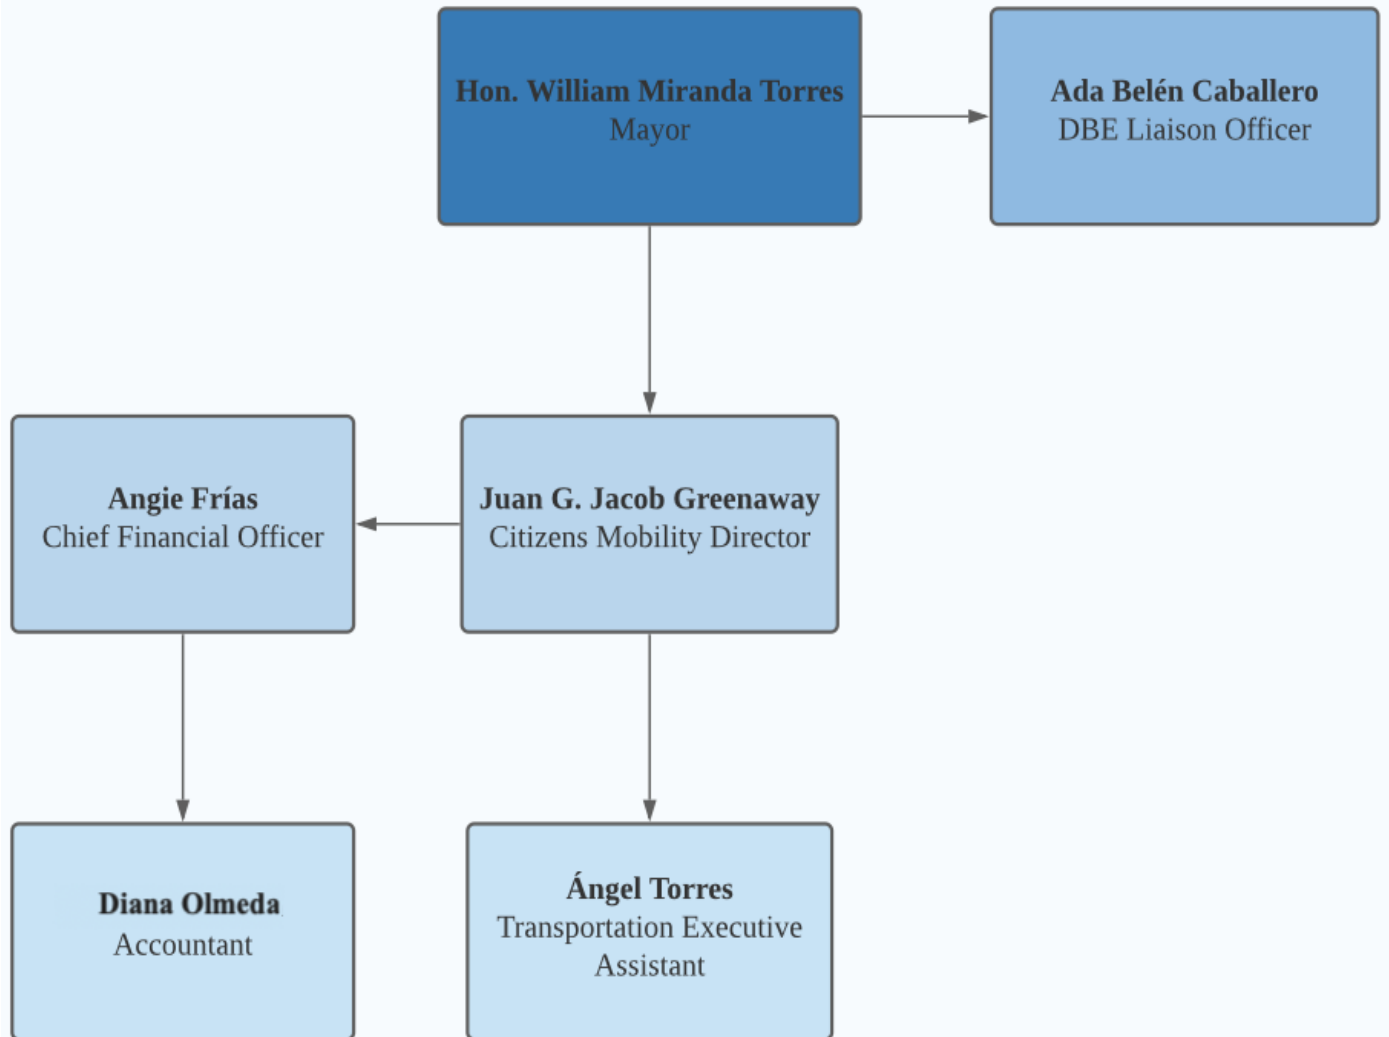 Hon. William Miranda Torres
Mayor
Ada Belén Caballero
DBE Liaison Officer
Angie Frías
Chief Financial Officer
Juan G. Jacob Greenaway
Citizens Mobility Director
Diana Olmeda
Accountant
Ángel Torres
Transportation Executive
Assistant